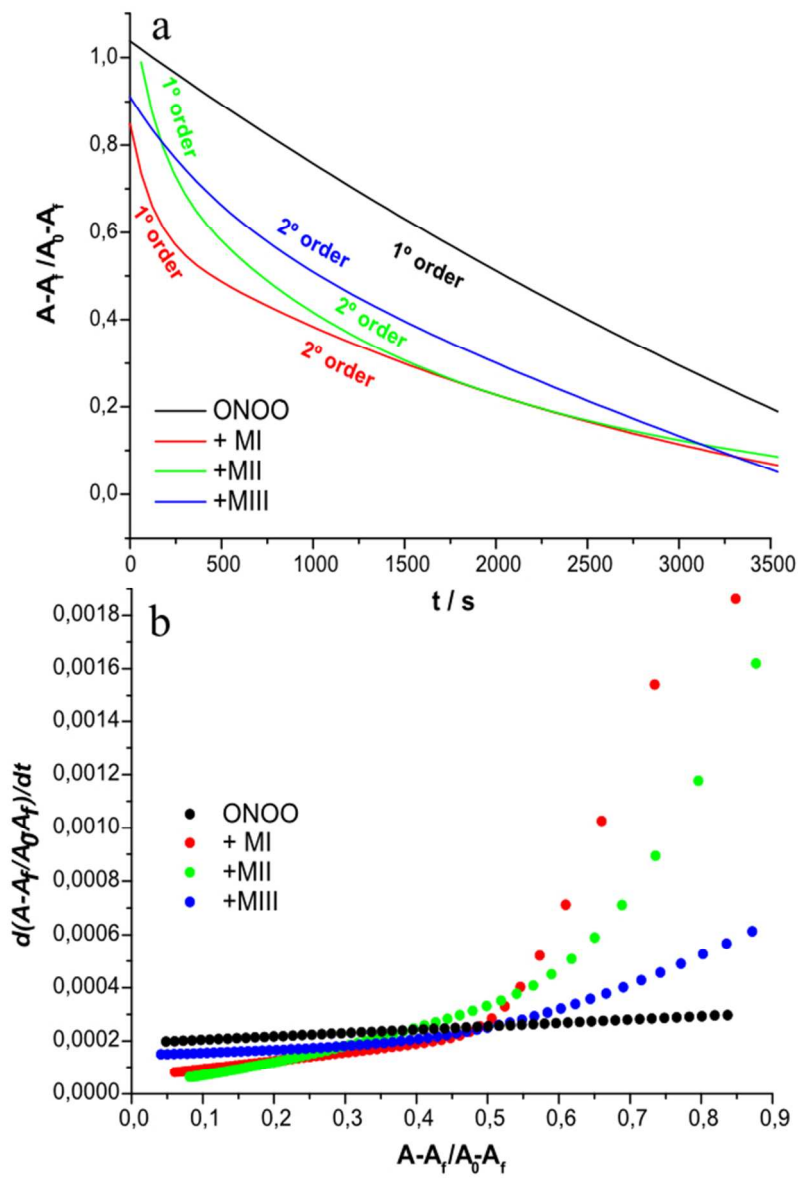 a
1,0
0,8
0,6
0,4
0,2
0,0
A-Af /A0-Af
1º order
1º order
2º order
1º order
2º order
2º order
ONOO
+ MI
+MII
+MIII
0 500 1000 1500 2000 2500 3000 3500
t / s
b
0,0018
0,0016
0,0014
0,0012
0,0010
0,0008
0,0006
0,0004
0,0002
0,0000
d(A-Af/A0Af)/dt
ONOO
+ MI
+MII
+MIII
0,0 0,1 0,2 0,3 0,4 0,5 0,6 0,7 0,8 0,9
A-Af/A0-Af